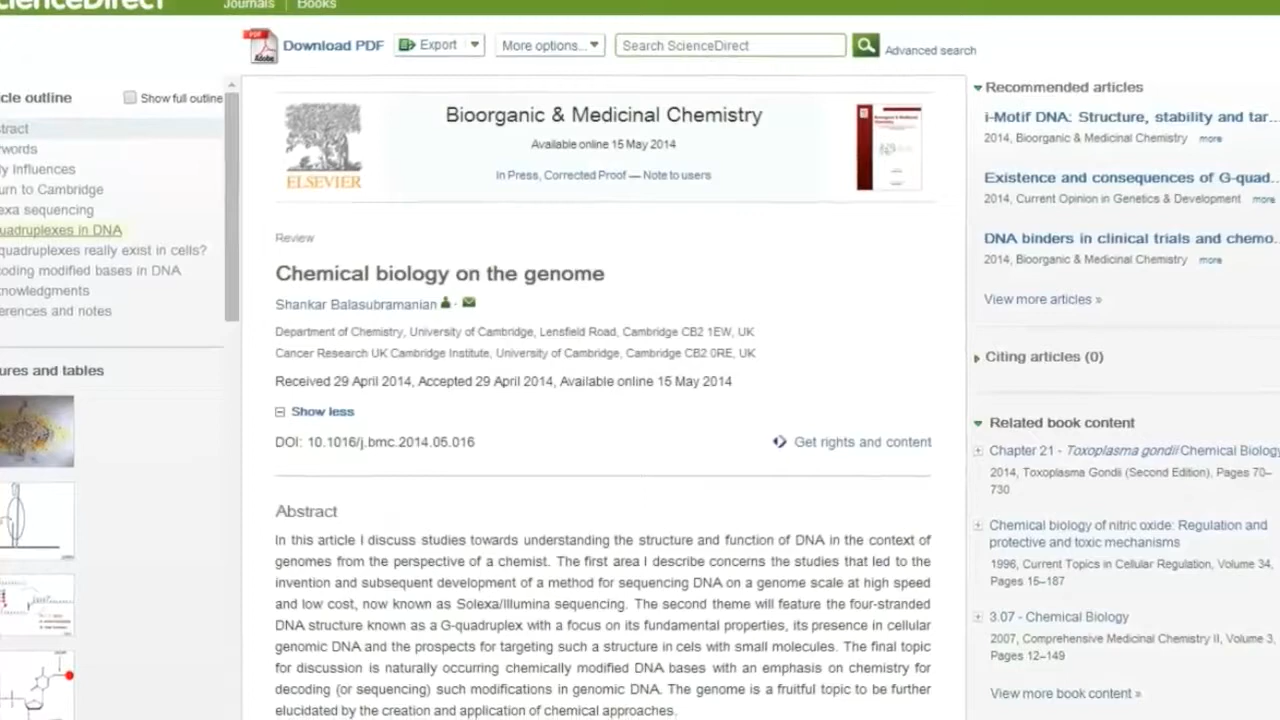 ScienceDirect
Journals
Books
PDF
Adobe
Download PDF
Export
More options...
Search ScienceDirect
Advanced search
cle outline
Show full outline
tract
words
y Influences
urn to Cambridge
exa sequencing
uadruplexes in DNA
quadruplexes really exist in cells?
oding modified bases in DNA
knowledgments
erences and notes
ures and tables
ELSEVIER
Bioorganic & Medicinal Chemistry
Available online 15 May 2014
In Press, Corrected Proof — Note to users
Review
Chemical biology on the genome
Shankar Balasubramanian
Department of Chemistry, University of Cambridge, Lensfield Road, Cambridge CB2 1EW, UK
Cancer Research UK Cambridge Institute, University of Cambridge, Cambridge CB2 0RE, UK
Received 29 April 2014, Accepted 29 April 2014, Available online 15 May 2014
Show less
DOI: 10.1016/j.bmc.2014.05.016
Get rights and content
Abstract
In this article I discuss studies towards understanding the structure and function of DNA in the context of
genomes from the perspective of a chemist. The first area I describe concerns the studies that led to the
invention and subsequent development of a method for sequencing DNA on a genome scale at high speed
and low cost, now known as Solexa/Illumina sequencing. The second theme will feature the four-stranded
DNA structure known as a G-quadruplex with a focus on its fundamental properties, its presence in cellular
genomic DNA and the prospects for targeting such a structure in cels with small molecules. The final topic
for discussion is naturally occurring chemically modified DNA bases with an emphasis on chemistry for
decoding (or sequencing) such modifications in genomic DNA. The genome is a fruitful topic to be further
elucidated by the creation and application of chemical approaches.
Recommended articles
i-Motif DNA: Structure, stability and tar...
2014, Bioorganic & Medicinal Chemistry more
Existence and consequences of G-quad...
2014, Current Opinion in Genetics & Development more
DNA binders in clinical trials and chemo...
2014, Bioorganic & Medicinal Chemistry more
View more articles »
Citing articles (0)
Related book content
Chapter 21 - Toxoplasma gondii Chemical Biology
2014, Toxoplasma Gondii (Second Edition), Pages 70–
730
Chemical biology of nitric oxide: Regulation and
protective and toxic mechanisms
1996, Current Topics in Cellular Regulation, Volume 34,
Pages 15–187
3.07 - Chemical Biology
2007, Comprehensive Medicinal Chemistry II, Volume 3,
Pages 12–149
View more book content »